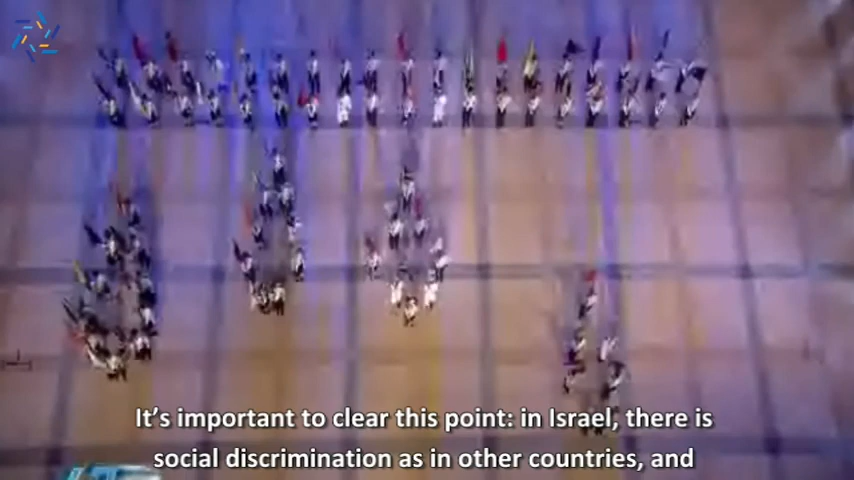 It's important to clear this point: in Israel, there is
social discrimination as in other countries, and